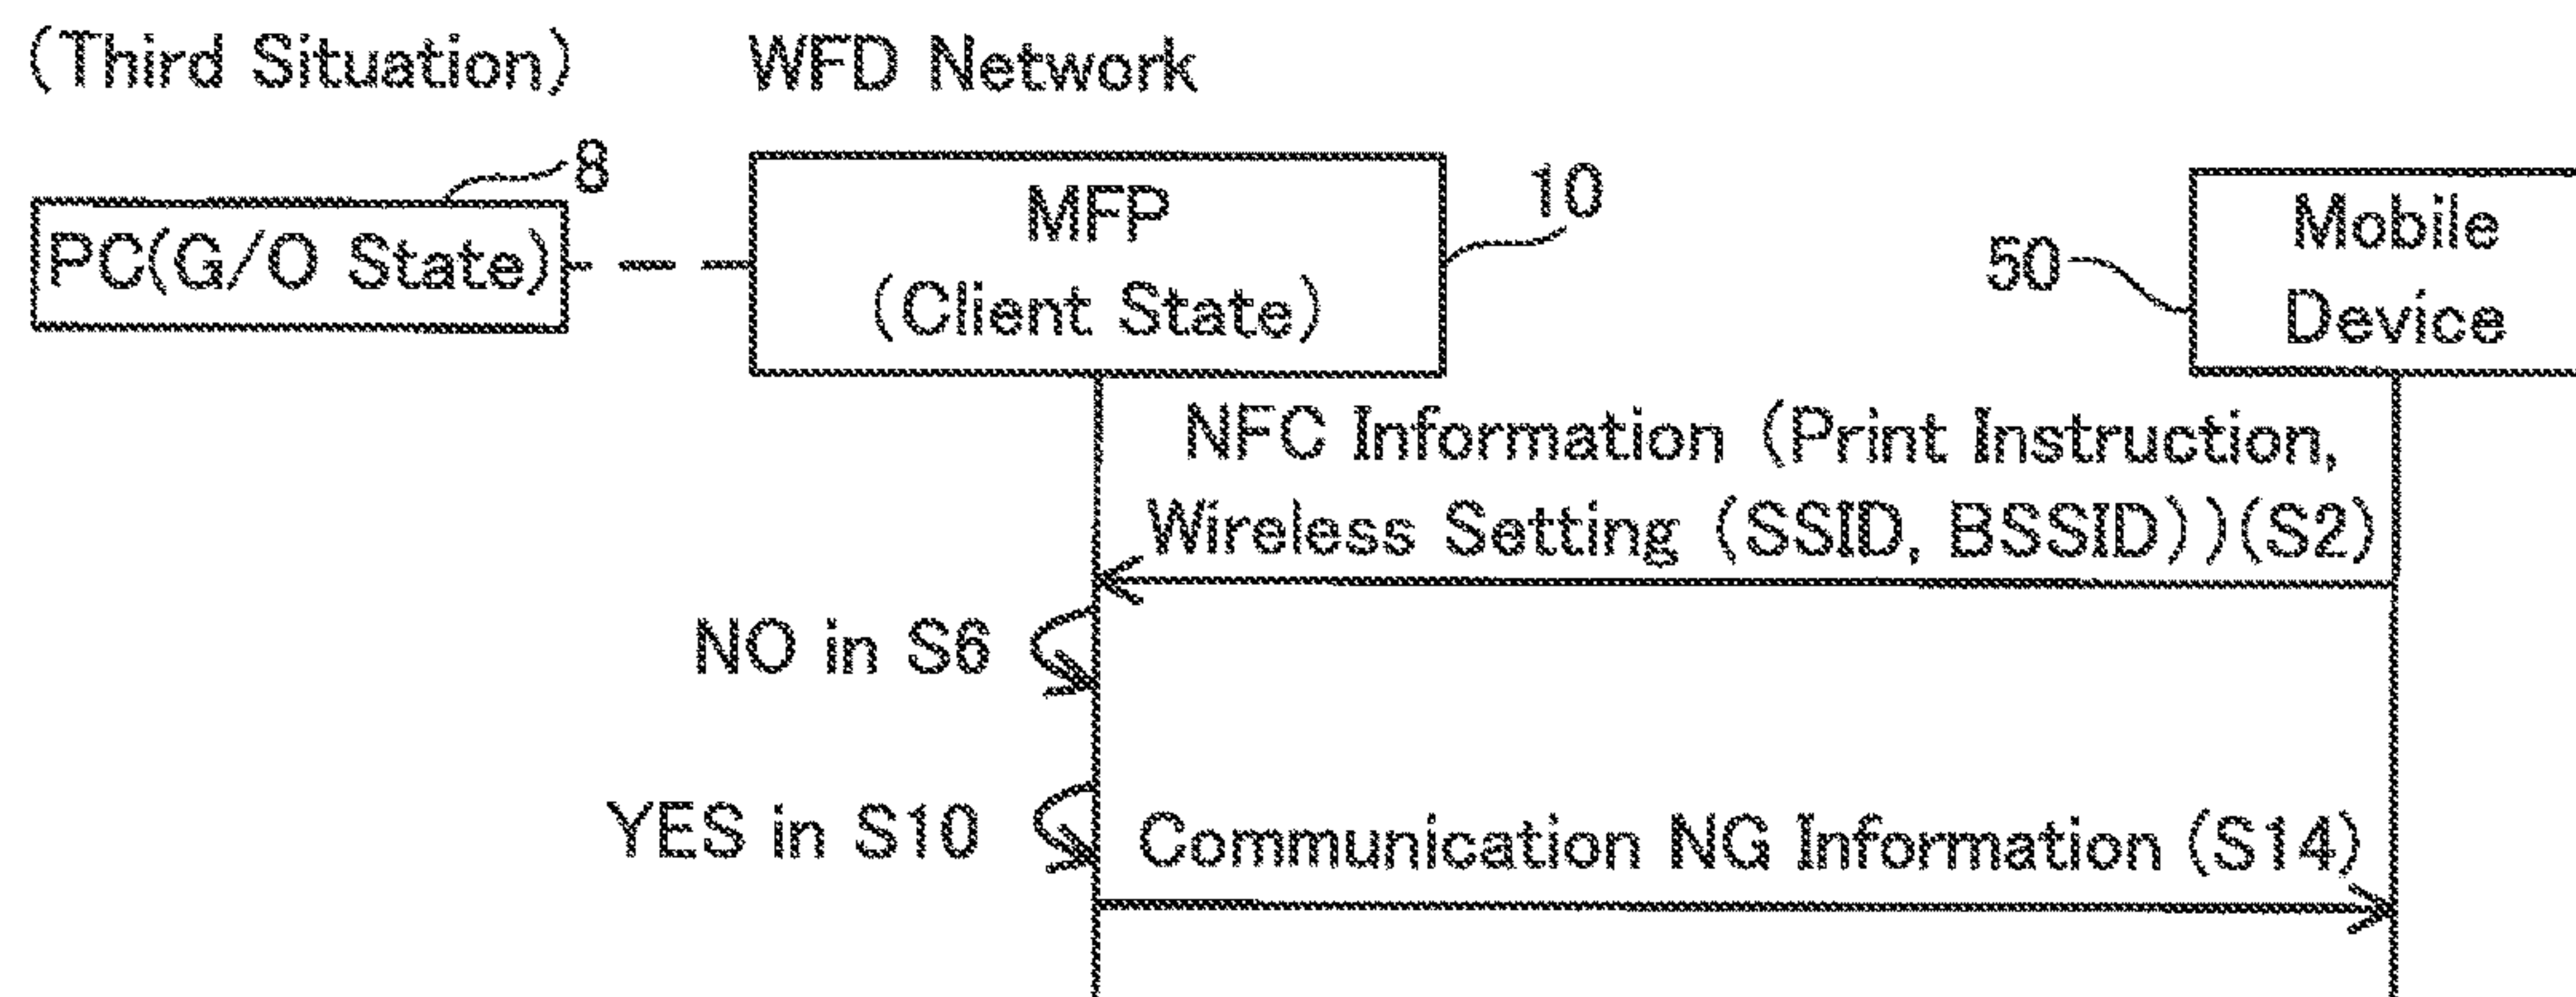 (Third Situation)
WFD Network
8
PC(G/O State)
MFP
(Client State)
10
50
Mobile
Device
NFC Information (Print Instruction,
Wireless Setting (SSID, BSSID))(S2)
NO in S6
YES in S10
Communication NG Information (S14)